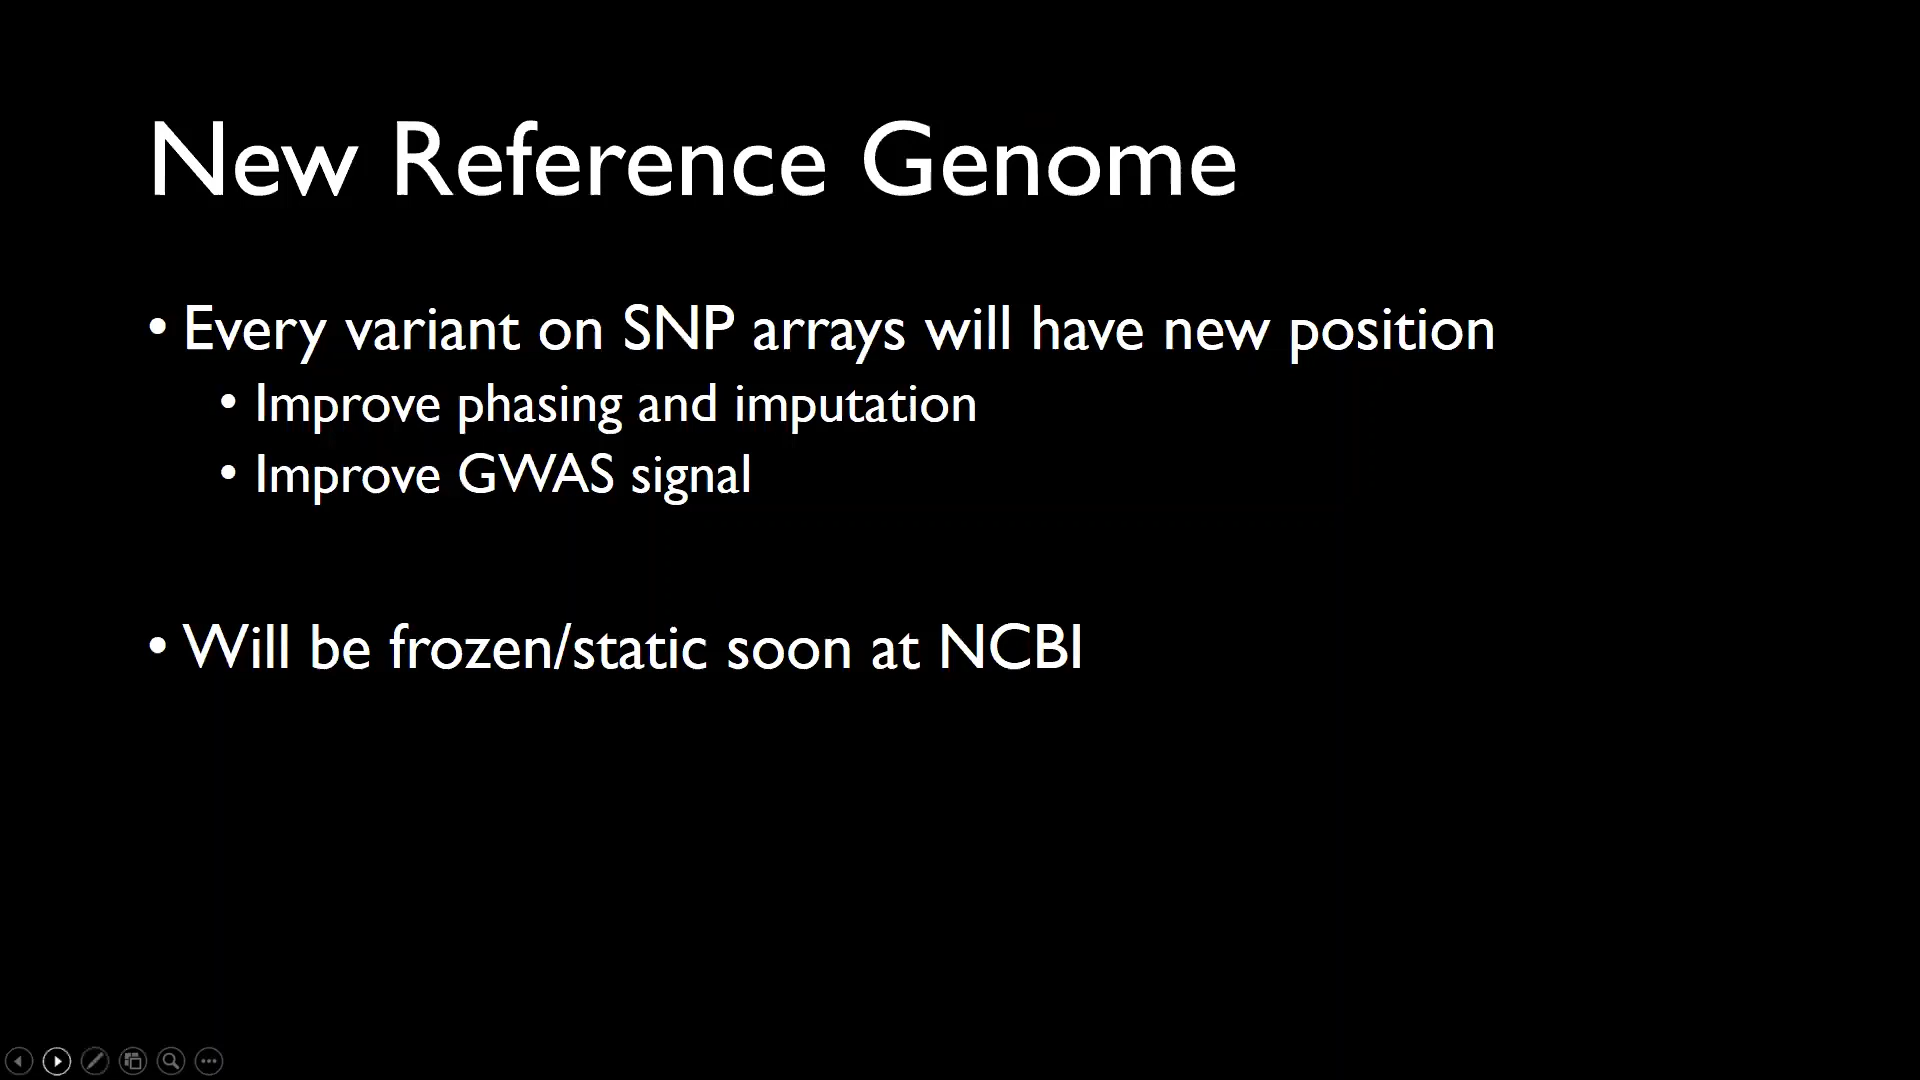 New Reference Genome
• Every variant on SNP arrays will have new position
• Improve phasing and imputation
• Improve GWAS signal
• Will be frozen/static soon at NCBI